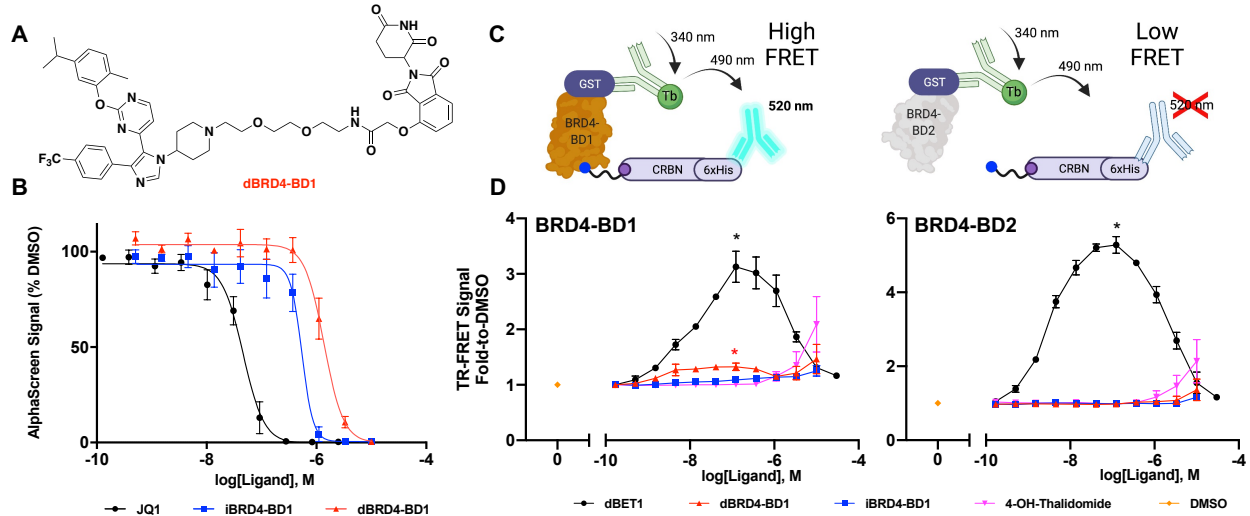 A
O
NH
O
N
O
O
O
O
N
N
N
O
O
H
N
O
F₃C
N
N
dBRD4-BD1
B
AlphaScreen Signal (% DMSO)
100
50
0
-10
-8
-6
-4
log[Ligand], M
JQ1
iBRD4-BD1
dBRD4-BD1
C
340 nm
High
FRET
490 nm
GST
Tb
520 nm
BRD4-
BD1
CRBN
6xHis
340 nm
Low
FRET
490 nm
GST
Tb
520 nm
BRD4-
BD2
CRBN
6xHis
D
BRD4-BD1
TR-FRET Signal
Fold-to-DMSO
4
3
2
1
0
*
*
0
-10
-8
-6
-4
log[Ligand], M
BRD4-BD2
6
4
2
0
*
0
-10
-8
-6
-4
log[Ligand], M
dBET1
dBRD4-BD1
iBRD4-BD1
4-OH-Thalidomide
DMSO